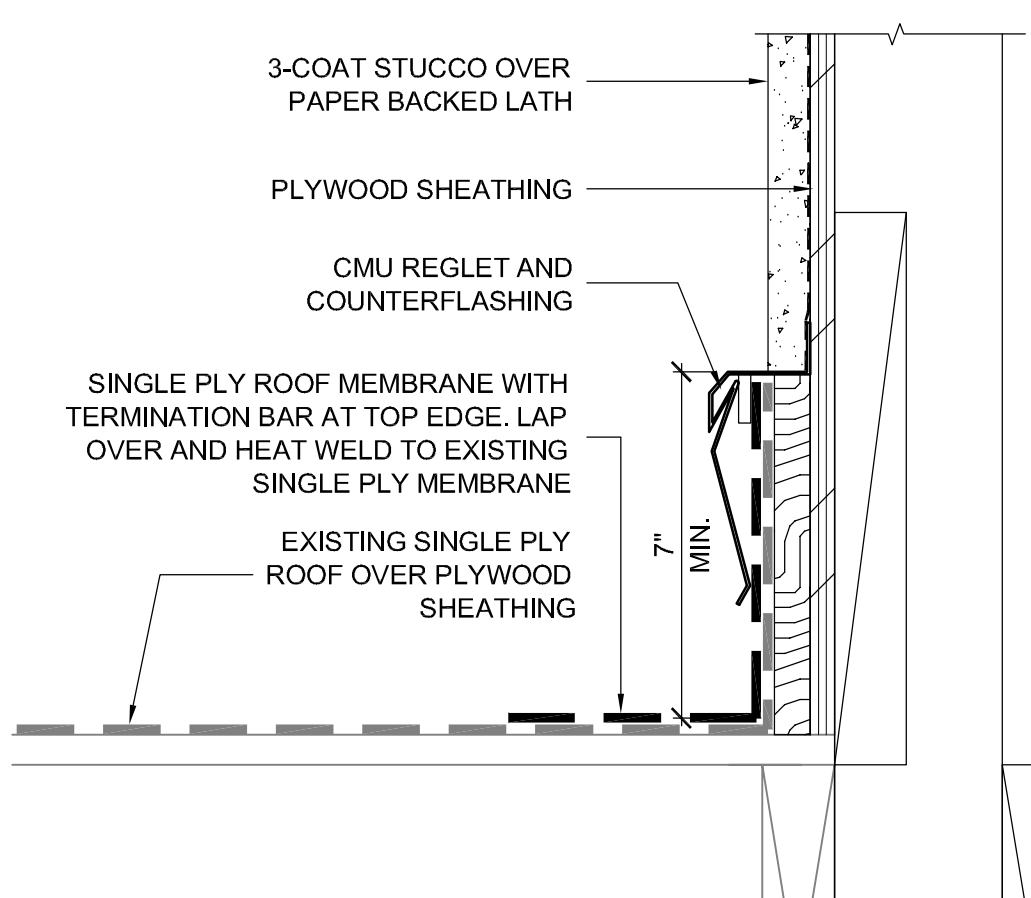 3-COAT STUCCO OVER
PAPER BACKED LATH
PLYWOOD SHEATHING
CMU REGLET AND
COUNTERFLASHING
SINGLE PLY ROOF MEMBRANE WITH
TERMINATION BAR AT TOP EDGE. LAP
OVER AND HEAT WELD TO EXISTING
SINGLE PLY MEMBRANE
7"
MIN.
EXISTING SINGLE PLY
ROOF OVER PLYWOOD
SHEATHING